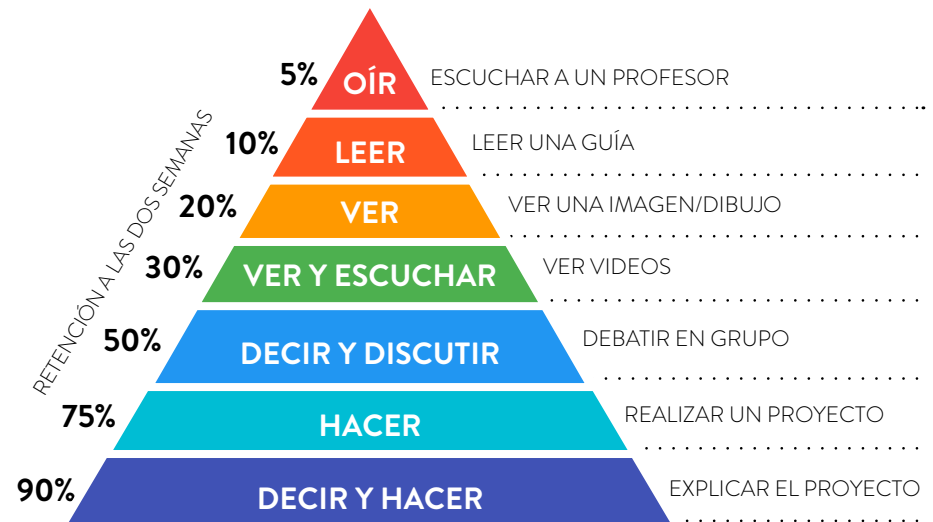 5%
OÍR
ESCUCHAR A UN PROFESOR
10%
LEER
LEER UNA GUÍA
20%
VER
VER UNA IMAGEN/DIBUJO
30%
VER Y ESCUCHAR
VER VIDEOS
50%
DECIR Y DISCUTIR
DEBATIR EN GRUPO
75%
HACER
REALIZAR UN PROYECTO
90%
DECIR Y HACER
EXPLICAR EL PROYECTO
RETENCIÓN A LAS DOS SEMANAS